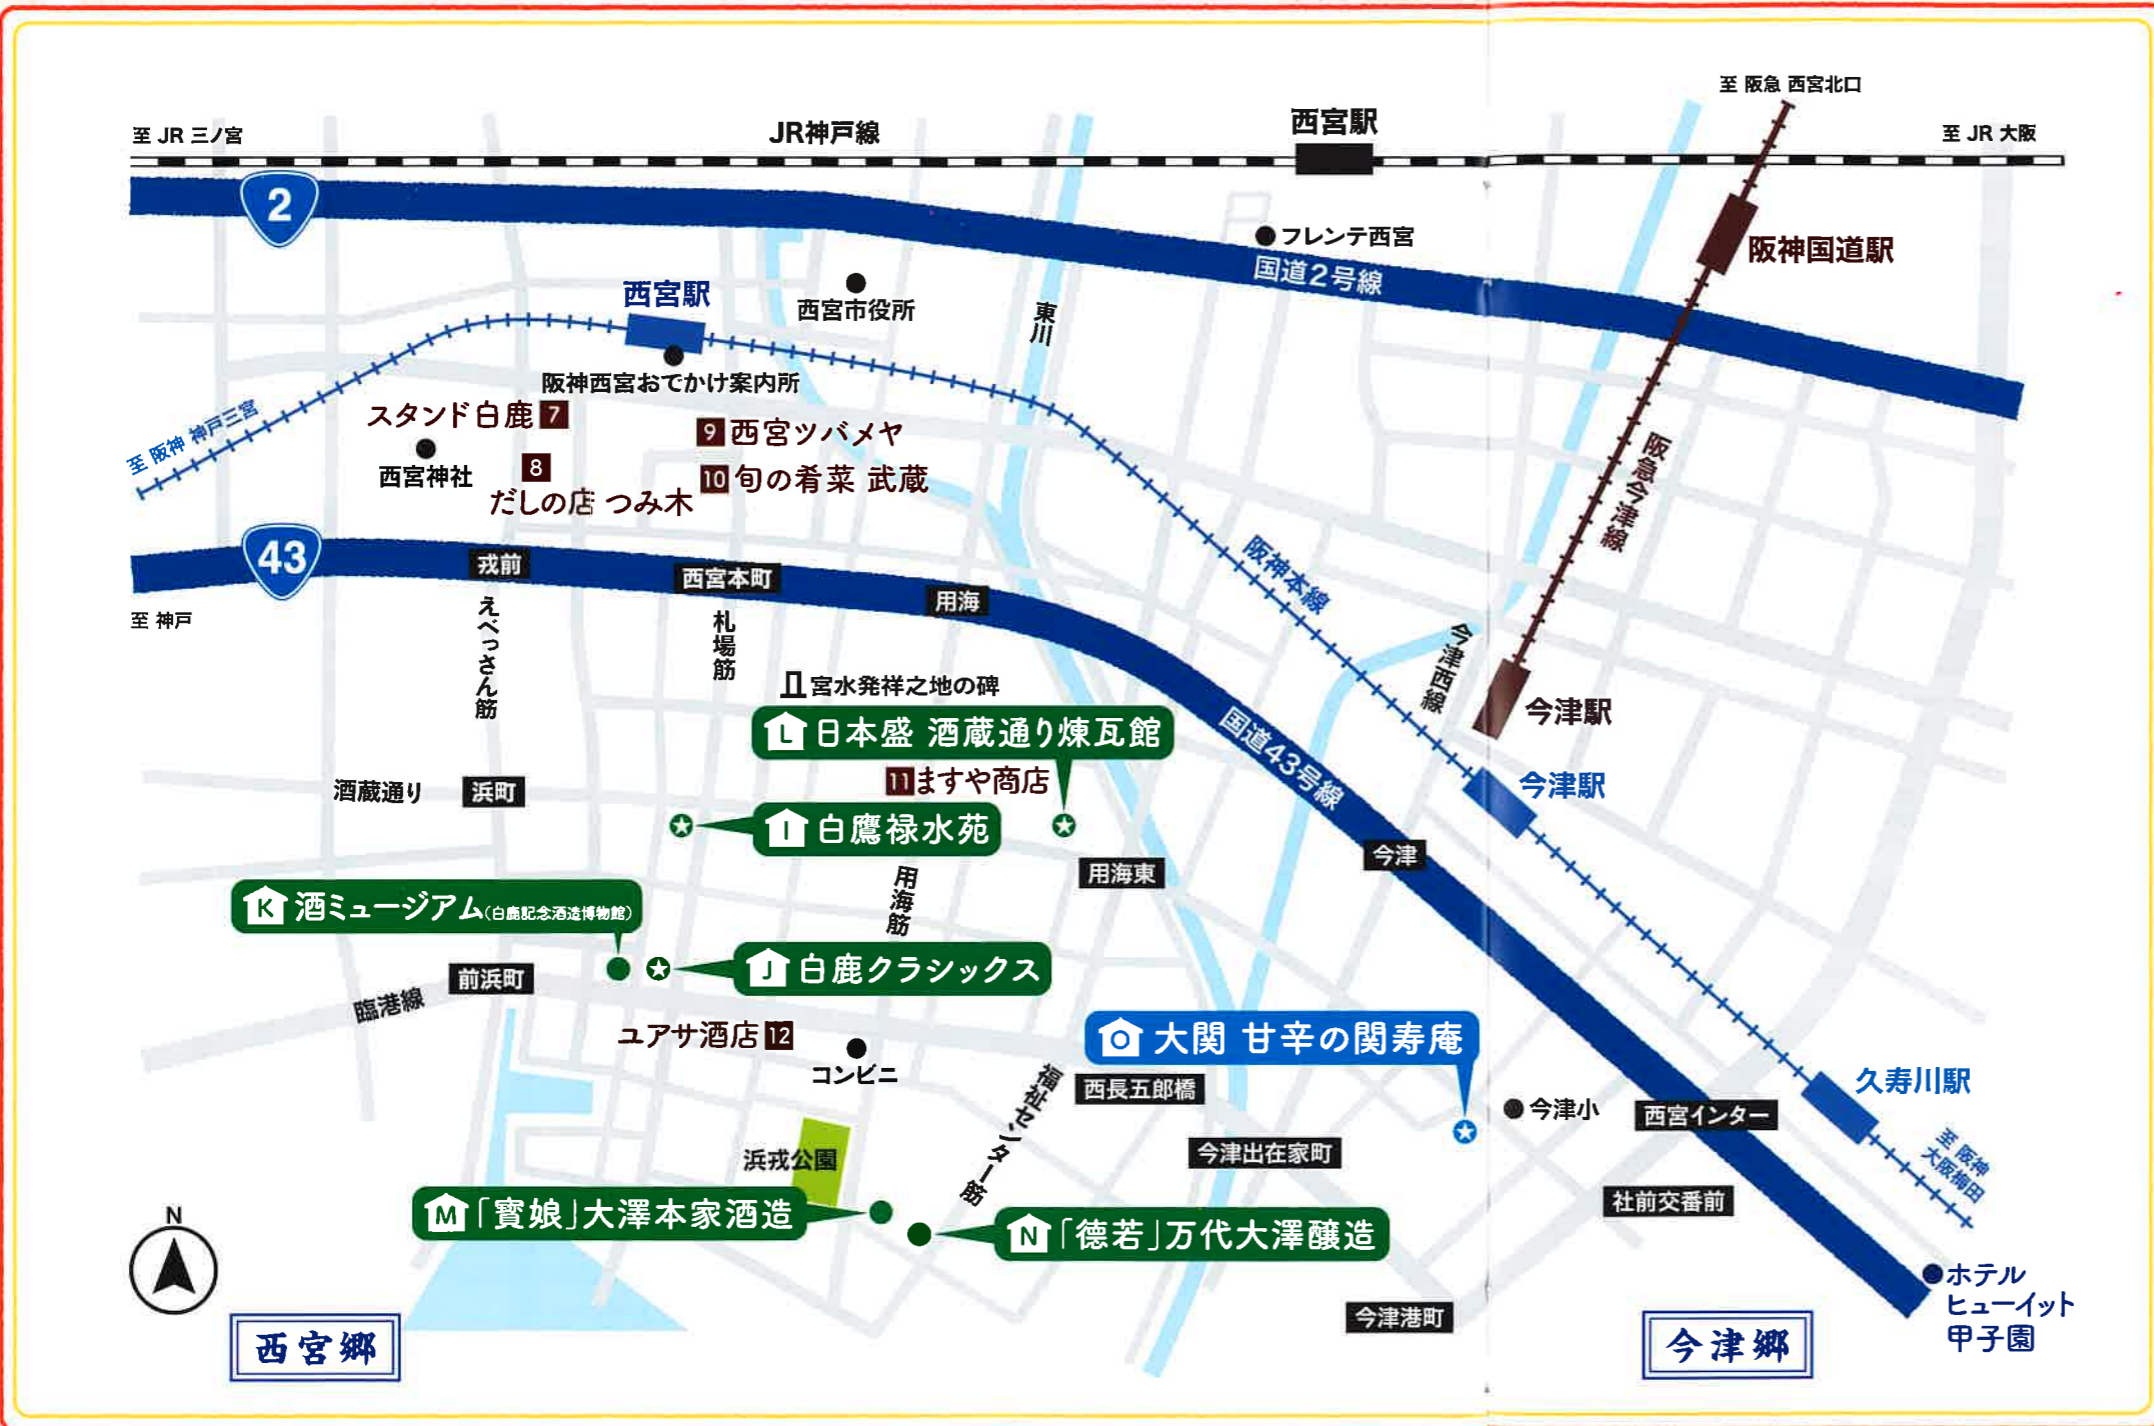 至 阪急 西宮北口
至 JR 三ノ宮
JR神戸線
西宮駅
至 JR 大阪
2
フレンテ西宮
国道2号線
阪神国道駅
西宮駅
西宮市役所
東川
阪神西宮おでかけ案内所
至 阪神 神戸三宮
スタンド白鹿 7
9 西宮ツバメヤ
西宮神社
8
だしの店 つみ木
10 旬の肴菜 武蔵
阪急今津線
43
戎前
西宮本町
用海
阪神本線
至 神戸
えべっさん筋
札場筋
今津西線
宮水発祥之地の碑
L 日本盛 酒蔵通り煉瓦館
国道43号線
今津駅
今津駅
酒蔵通り
浜町
11 ますや商店
I 白鷹禄水苑
今津
用海東
用海筋
K 酒ミュージアム(白鹿記念酒造博物館)
前浜町
J 白鹿クラシックス
臨港線
ユアサ酒店 12
コンビニ
O 大関 甘辛の関寿庵
福祉センター筋
西長五郎橋
今津小
西宮インター
久寿川駅
至 阪神
大阪梅田
浜戎公園
今津出在家町
社前交番前
M 「寳娘」大澤本家酒造
N 「德若」万代大澤醸造
N
今津港町
ホテル
ヒューイット
甲子園
西宮郷
今津郷